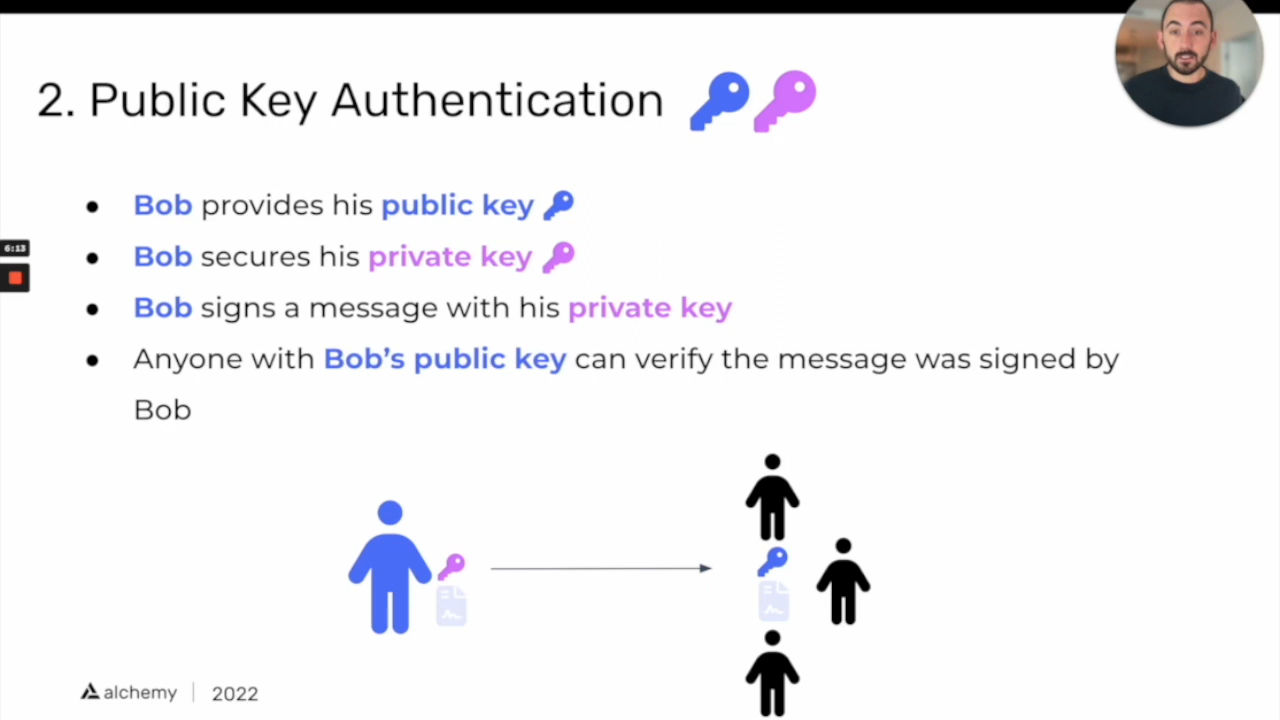 2. Public Key Authentication
● Bob provides his public key
● Bob secures his private key
● Bob signs a message with his private key
● Anyone with Bob’s public key can verify the message was signed by
Bob
6:13
alchemy | 2022